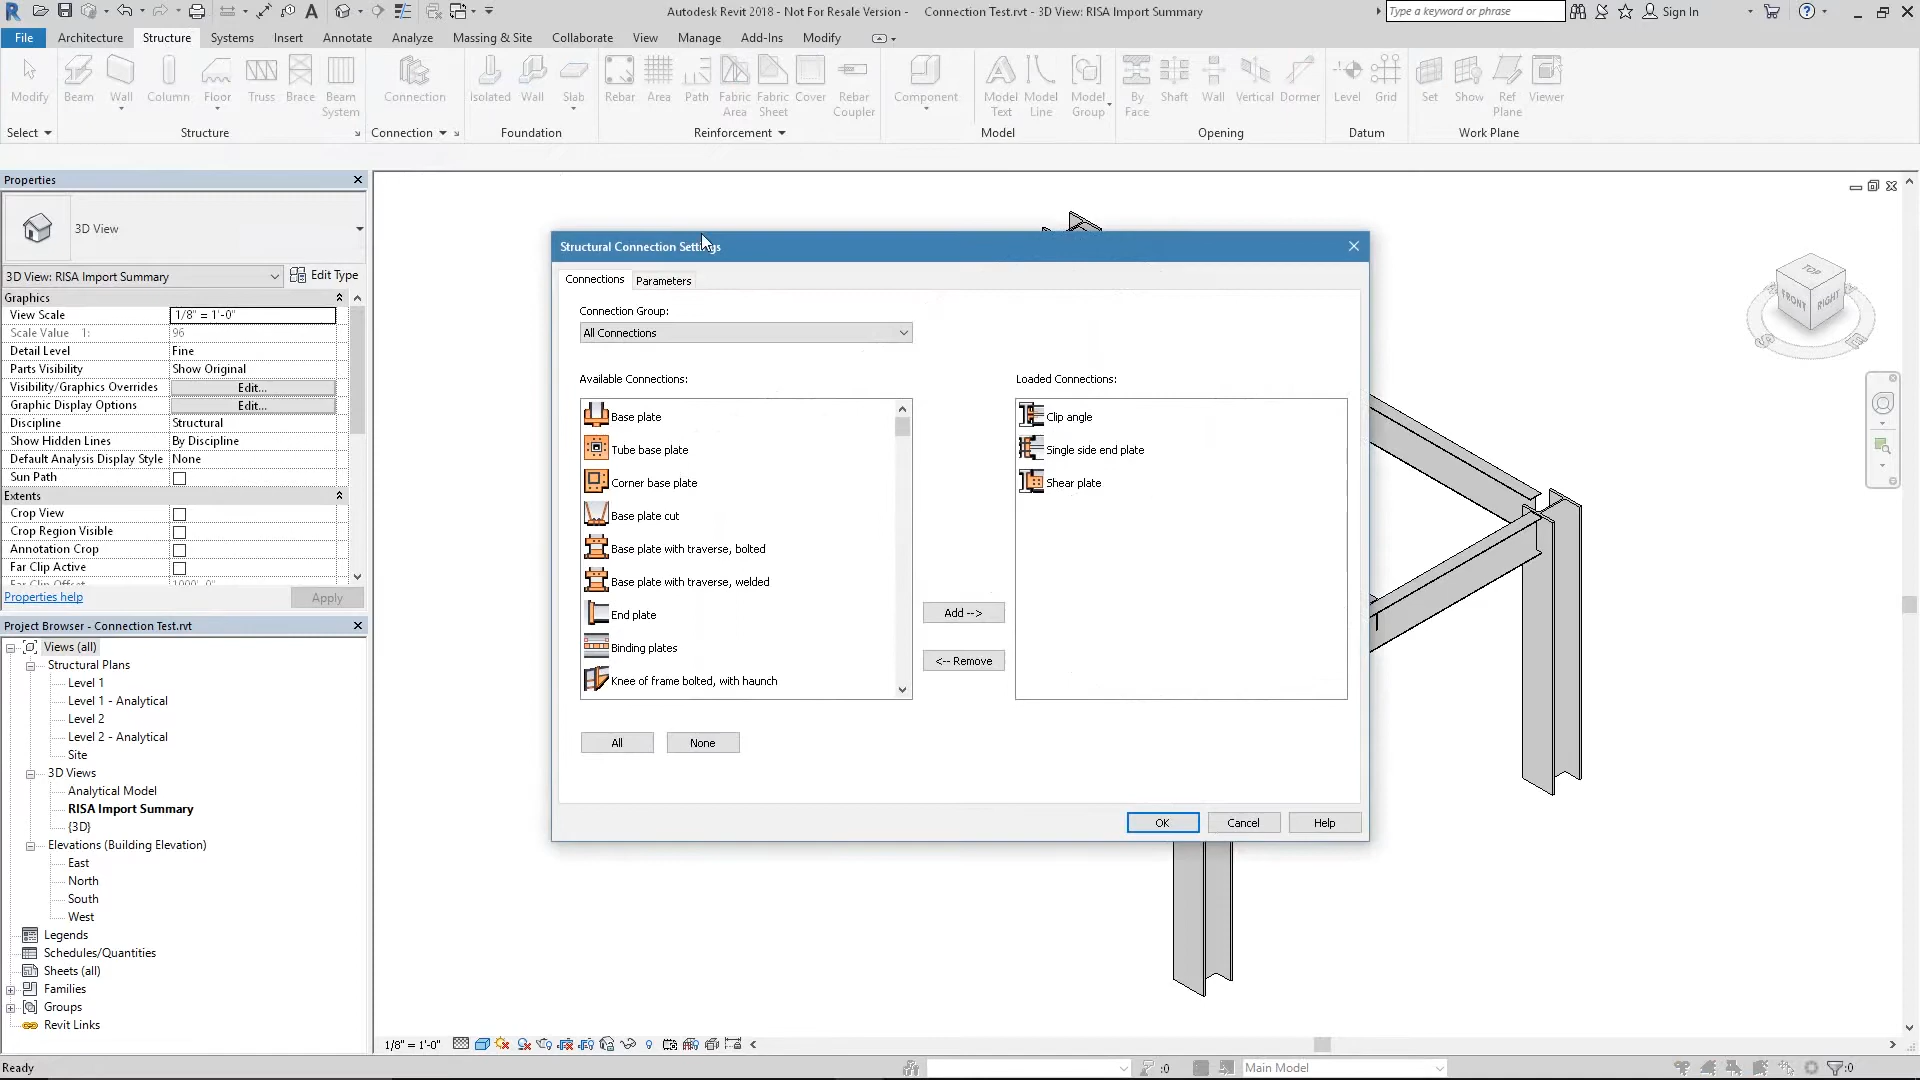 Autodesk Revit 2018 - Not For Resale Version - Connection Test.rvt - 3D View: RISA Import Summary
Type a keyword or phrase
Sign In
File Architecture Structure Systems Insert Annotate Analyze Massing & Site Collaborate View Manage Add-Ins Modify
Modify Beam Wall Column Floor Truss Brace Beam System Connection Isolated Wall Slab Rebar Area Path Fabric Area Fabric Sheet Cover Rebar Coupler Component Model Text Model Line Model Group By Face Shaft Wall Vertical Dormer Level Grid Set Show Ref Plane Viewer
Select Structure Connection Foundation Reinforcement Model Opening Datum Work Plane
Properties
3D View
3D View: RISA Import Summary Edit Type
Graphics
View Scale 1/8" = 1'-0"
Scale Value 1: 96
Detail Level Fine
Parts Visibility Show Original
Visibility/Graphics Overrides Edit...
Graphic Display Options Edit...
Discipline Structural
Show Hidden Lines By Discipline
Default Analysis Display Style None
Sun Path
Extents
Crop View
Crop Region Visible
Annotation Crop
Far Clip Active
Far Clip Offset 1000' 0"
Properties help Apply
Project Browser - Connection Test.rvt
Views (all)
Structural Plans
Level 1
Level 1 - Analytical
Level 2
Level 2 - Analytical
Site
3D Views
Analytical Model
RISA Import Summary
{3D}
Elevations (Building Elevation)
East
North
South
West
Legends
Schedules/Quantities
Sheets (all)
Families
Groups
Revit Links
Structural Connection Settings
Connections Parameters
Connection Group:
All Connections
Available Connections:
Base plate
Tube base plate
Corner base plate
Base plate cut
Base plate with traverse, bolted
Base plate with traverse, welded
End plate
Binding plates
Knee of frame bolted, with haunch
Add -->
<-- Remove
Loaded Connections:
Clip angle
Single side end plate
Shear plate
All None
OK Cancel Help
TOP
FRONT RIGHT
1/8" = 1'-0"
Ready
:0
Main Model
:0